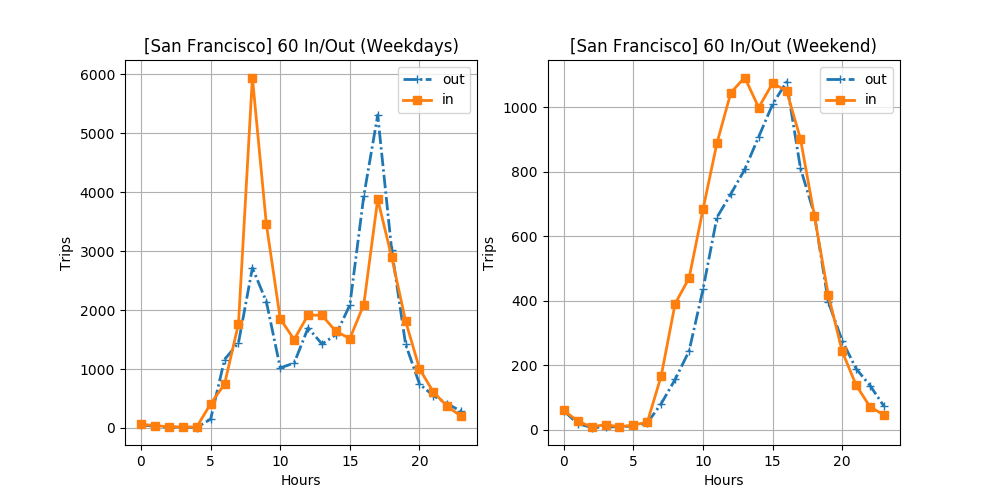 [San Francisco] 60 In/Out (Weekdays)
6000
5000
4000
3000
2000
1000
0
Trips
0 5 10 15 20
Hours
out
in
[San Francisco] 60 In/Out (Weekend)
1000
800
600
400
200
0
Trips
0 5 10 15 20
Hours
out
in